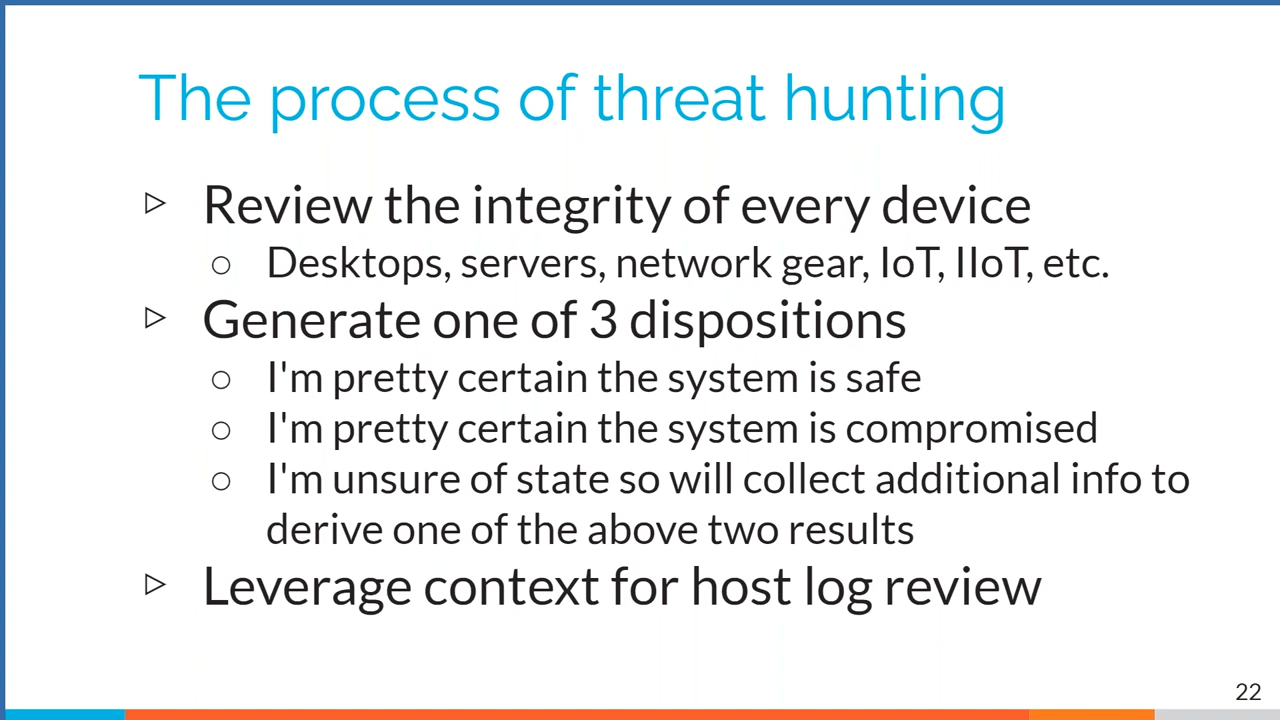 The process of threat hunting
▷ Review the integrity of every device
○ Desktops, servers, network gear, IoT, IIoT, etc.
▷ Generate one of 3 dispositions
○ I'm pretty certain the system is safe
○ I'm pretty certain the system is compromised
○ I'm unsure of state so will collect additional info to
derive one of the above two results
▷ Leverage context for host log review
22